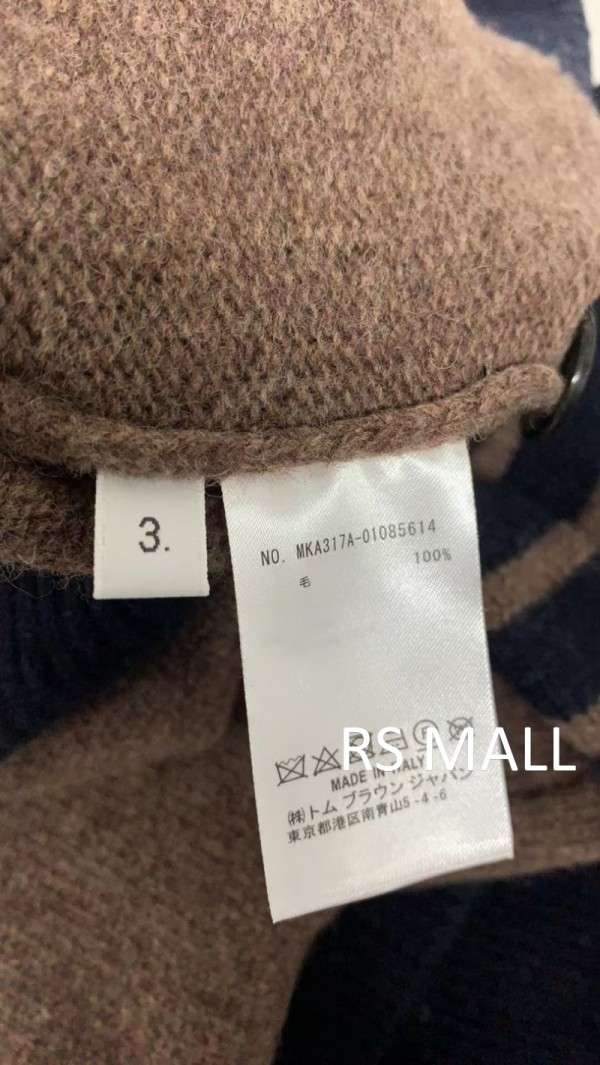 3.
NO. MKA317A-01085614
毛 100%
RS MALL
MADE IN ITALY
㈱トム ブラウン ジャパン
東京都港区南青山5-4-6